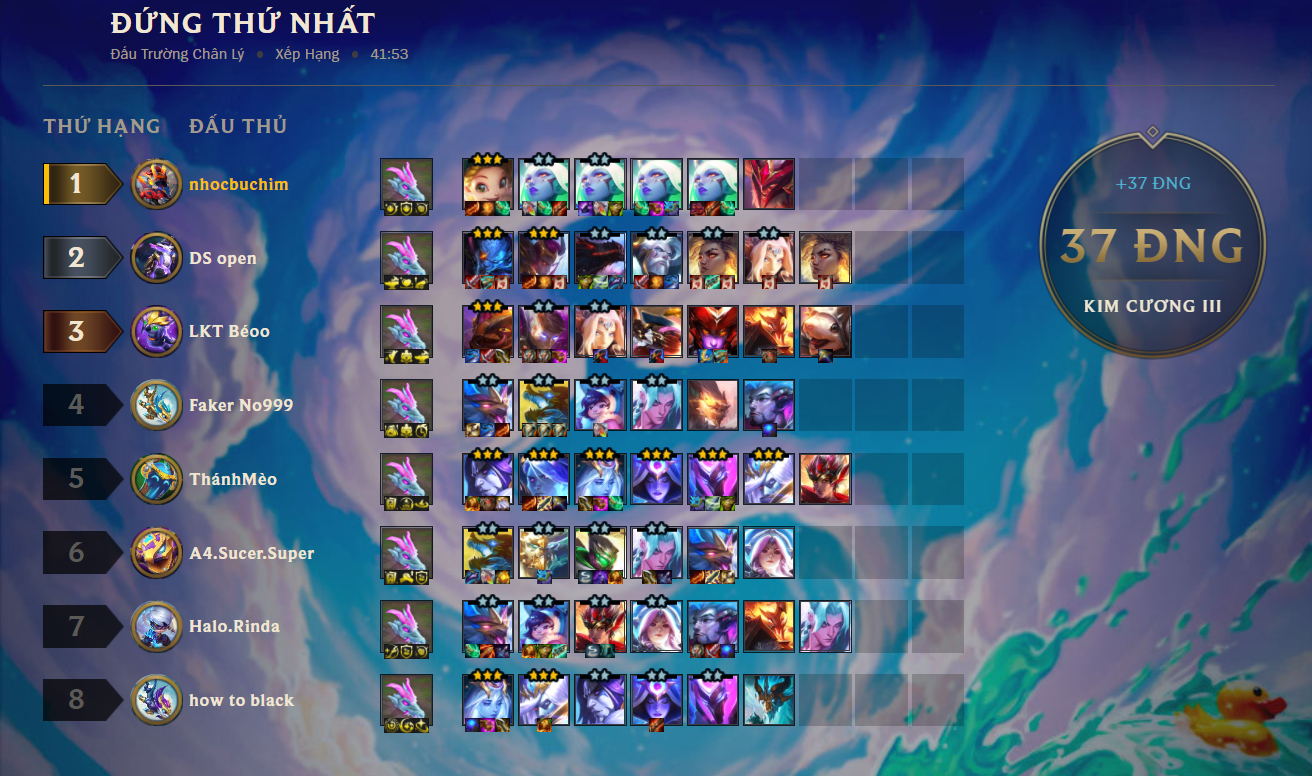 ĐỨNG THỨ NHẤT
Đấu Trường Chân Lý • Xếp Hạng • 41:53
THỨ HẠNG ĐẤU THỦ
1 nhocbuchim
2 DS open
3 LKT Béoo
4 Faker No999
5 ThánhMèo
6 A4.Sucer.Super
7 Halo.Rinda
8 how to black
+37 ĐNG
37 ĐNG
KIM CƯƠNG III